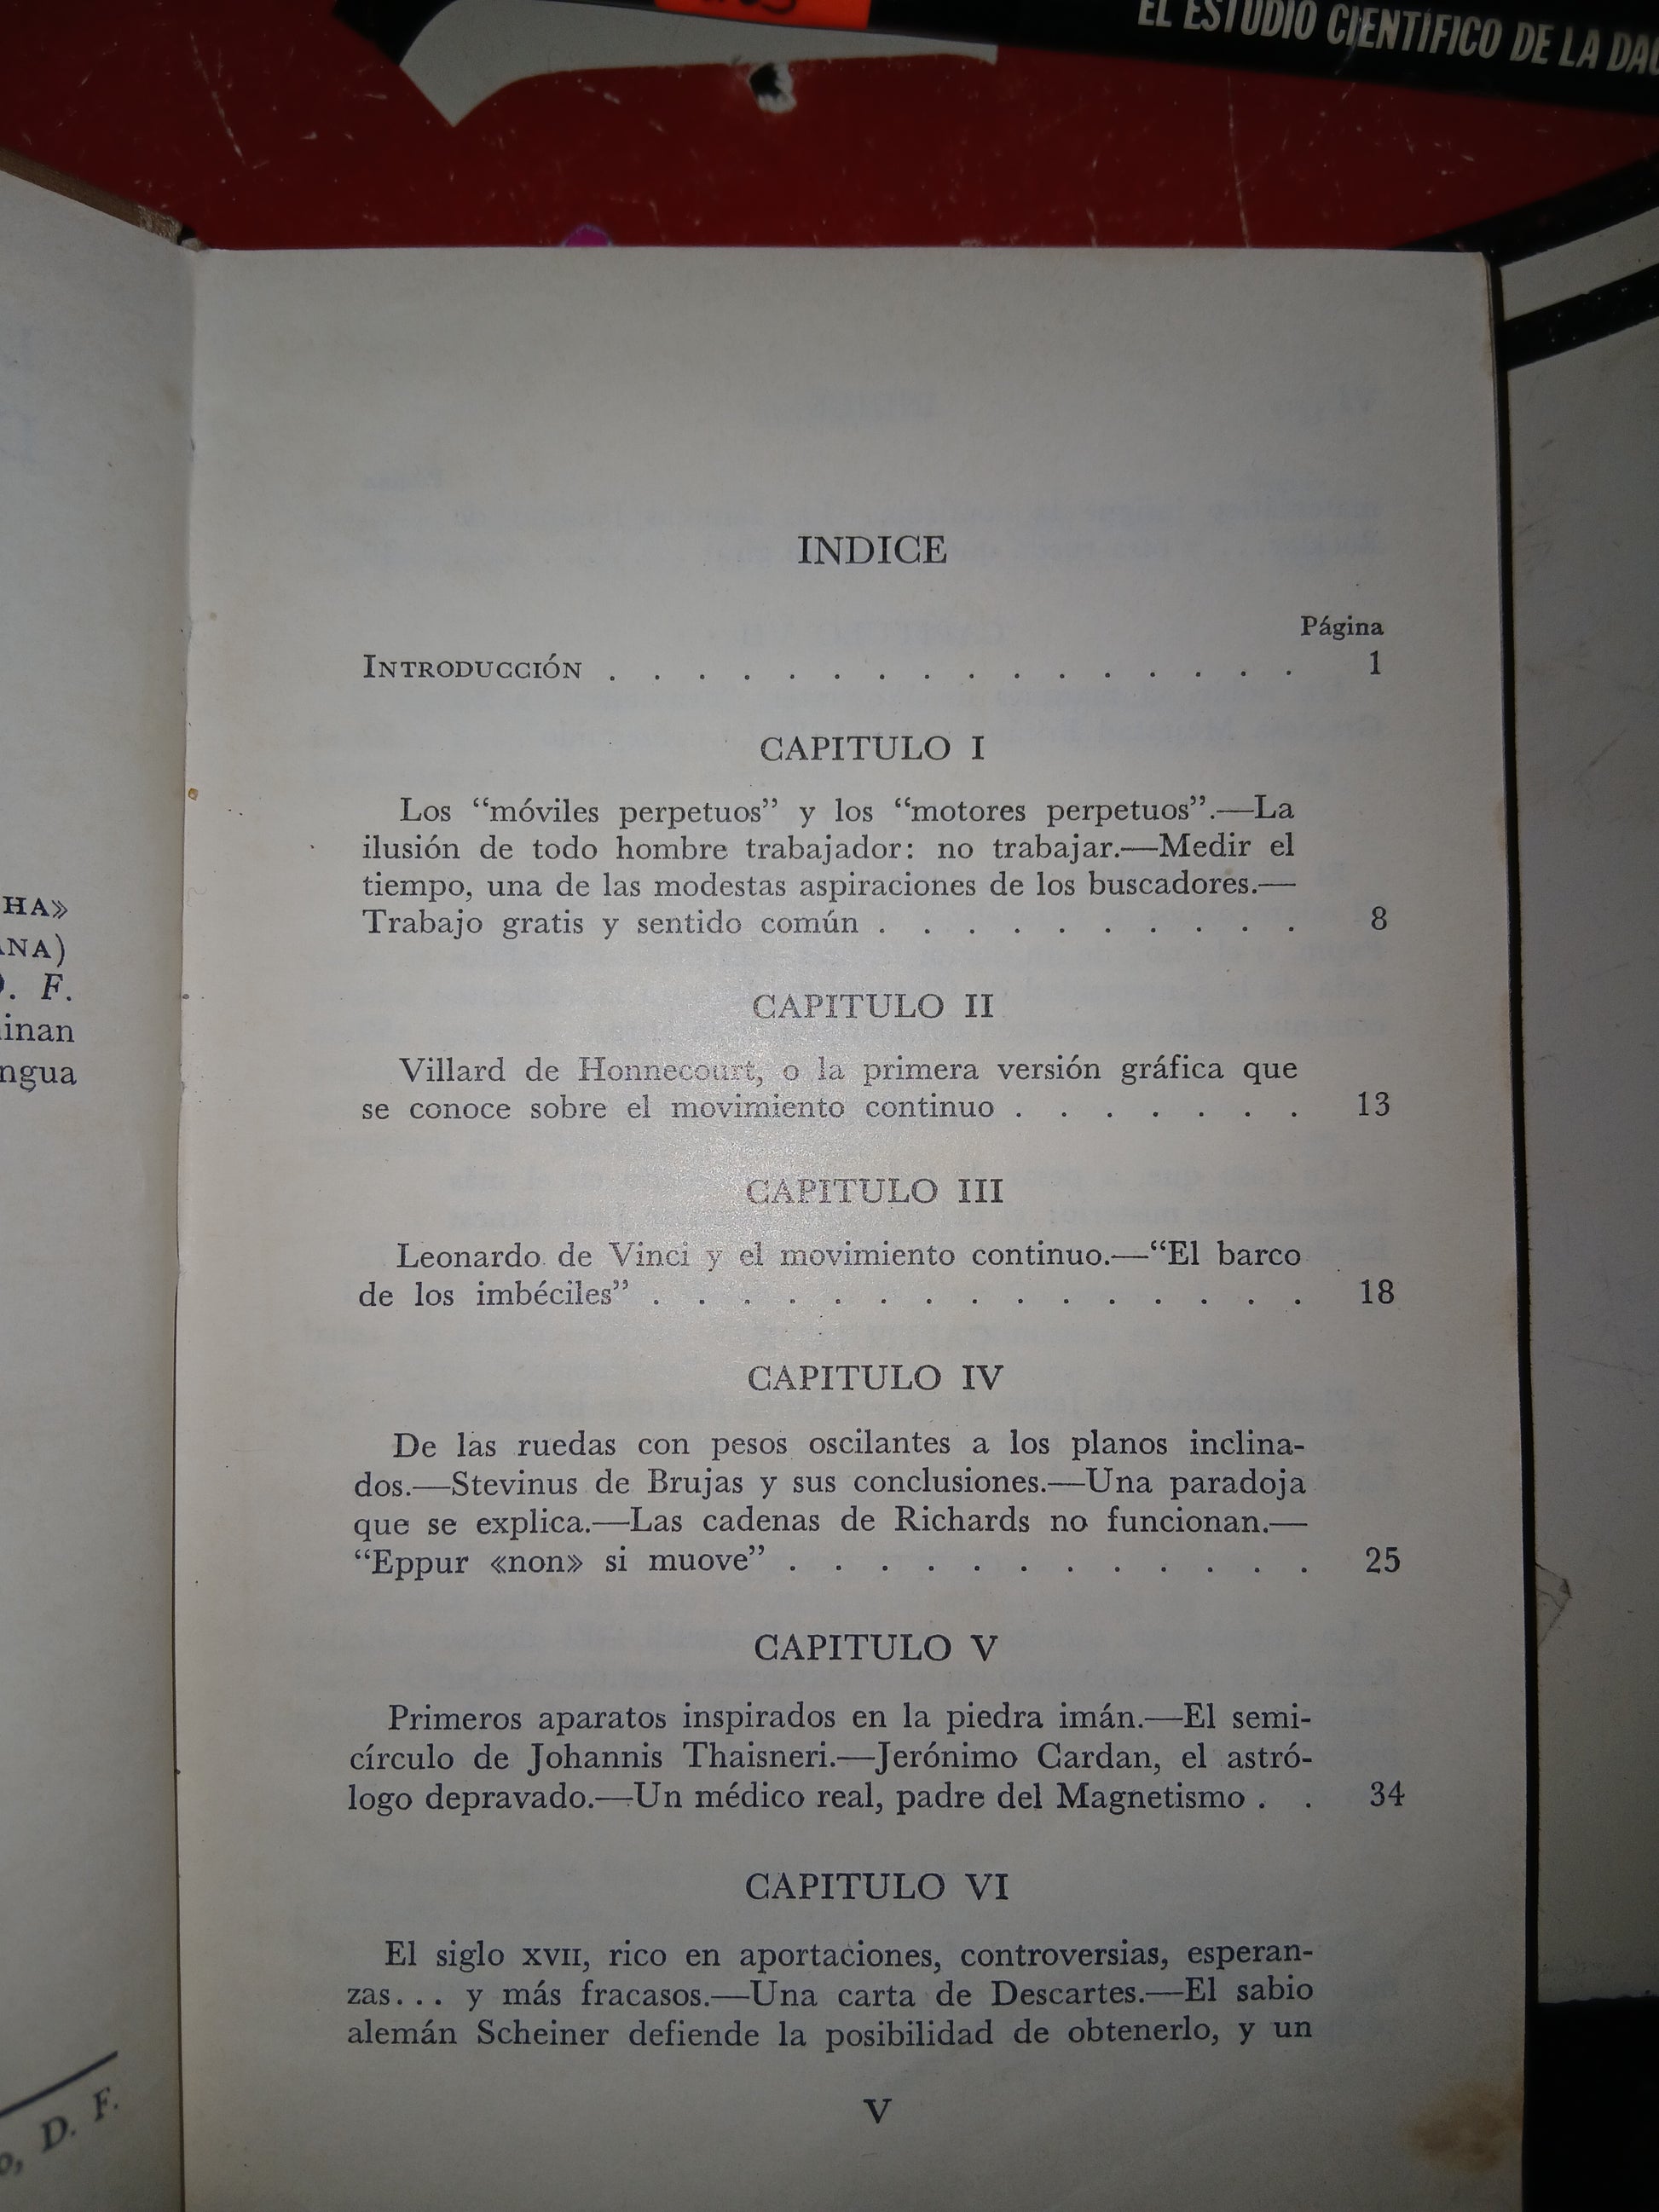 EL ESTUDIO CIENTÍFICO DE LA
HA»
ANA)
D. F.
inan
ngua
D. F.
INDICE
Página
INTRODUCCIÓN . . . . . . . . . . . . . . . . 1
CAPITULO I
Los “móviles perpetuos” y los “motores perpetuos”.—La
ilusión de todo hombre trabajador: no trabajar.—Medir el
tiempo, una de las modestas aspiraciones de los buscadores.—
Trabajo gratis y sentido común . . . . . . . . . . 8
CAPITULO II
Villard de Honnecourt, o la primera versión gráfica que
se conoce sobre el movimiento continuo . . . . . . . 13
CAPITULO III
Leonardo de Vinci y el movimiento continuo.—“El barco
de los imbéciles” . . . . . . . . . . . . . . . 18
CAPITULO IV
De las ruedas con pesos oscilantes a los planos inclina-
dos.—Stevinus de Brujas y sus conclusiones.—Una paradoja
que se explica.—Las cadenas de Richards no funcionan.—
“Eppur «non» si muove” . . . . . . . . . . . . 25
CAPITULO V
Primeros aparatos inspirados en la piedra imán.—El semi-
círculo de Johannis Thaisneri.—Jerónimo Cardan, el astró-
logo depravado.—Un médico real, padre del Magnetismo . . 34
CAPITULO VI
El siglo XVII, rico en aportaciones, controversias, esperan-
zas... y más fracasos.—Una carta de Descartes.—El sabio
alemán Scheiner defiende la posibilidad de obtenerlo, y un
V